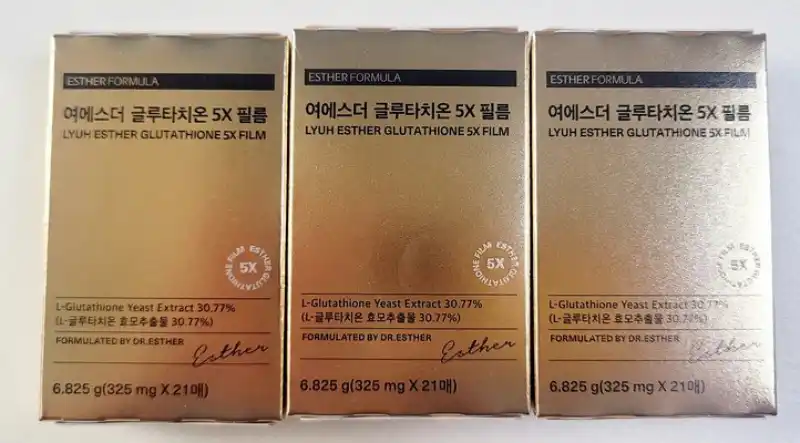 ESTHER FORMULA
여에스더 글루타치온 5X 필름
LYUH ESTHER GLUTATHIONE 5X FILM
5X
GLUTATHIONE FILM ESTHER
L-Glutathione Yeast Extract 30.77%
(L-글루타치온 효모추출물 30.77%)
FORMULATED BY DR.ESTHER
Esther
6.825 g(325 mg X 21매)
ESTHER FORMULA
여에스더 글루타치온 5X 필름
LYUH ESTHER GLUTATHIONE 5X FILM
5X
GLUTATHIONE FILM ESTHER
L-Glutathione Yeast Extract 30.77%
(L-글루타치온 효모추출물 30.77%)
FORMULATED BY DR.ESTHER
Esther
6.825 g(325 mg X 21매)
ESTHER FORMULA
여에스더 글루타치온 5X 필름
LYUH ESTHER GLUTATHIONE 5X FILM
5X
GLUTATHIONE FILM ESTHER
L-Glutathione Yeast Extract 30.77%
(L-글루타치온 효모추출물 30.77%)
FORMULATED BY DR.ESTHER
Esther
6.825 g(325 mg X 21매)